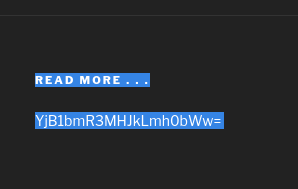 READ MORE . . .
YjB1bmR3MHJkLmh0bWw=